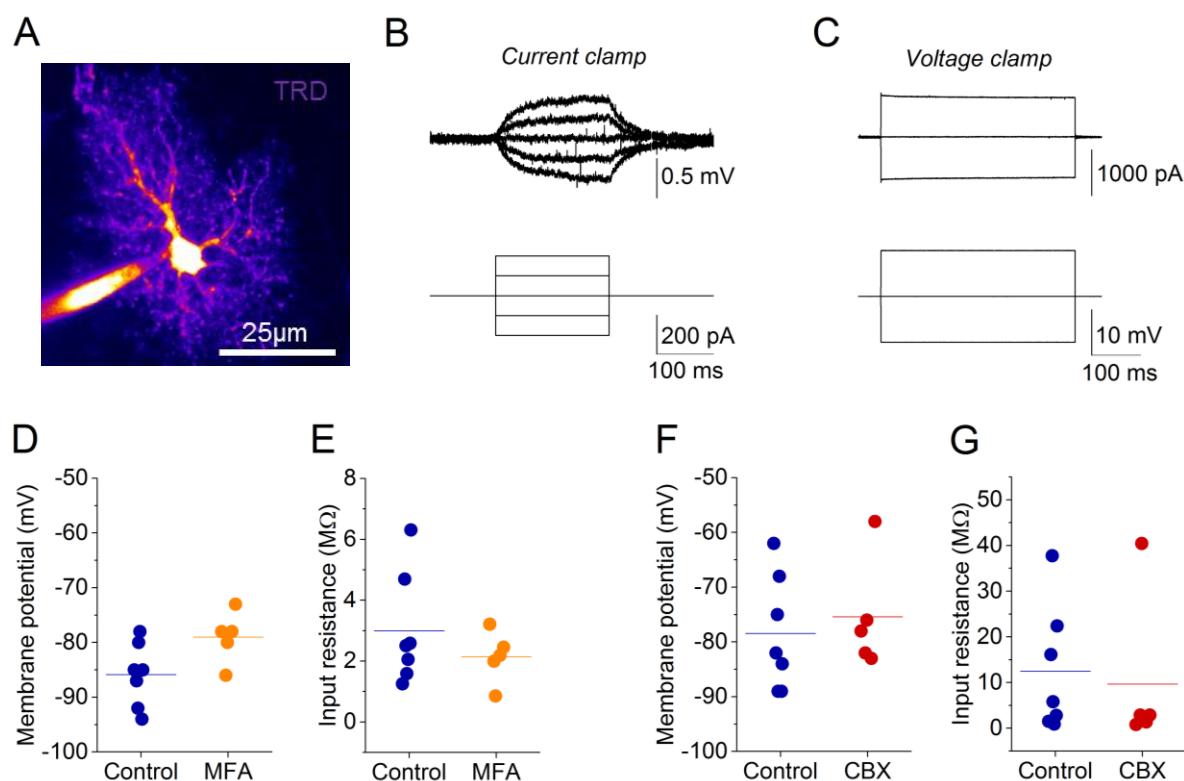 A
TRD
25µm
B
Current clamp
0.5 mV
200 pA
100 ms
C
Voltage clamp
1000 pA
10 mV
100 ms
D
Membrane potential (mV)
-50
-60
-70
-80
-90
-100
Control MFA
E
Input resistance (MΩ)
8
6
4
2
0
Control MFA
F
Membrane potential (mV)
-50
-60
-70
-80
-90
-100
Control CBX
G
Input resistance (MΩ)
50
40
30
20
10
0
Control CBX